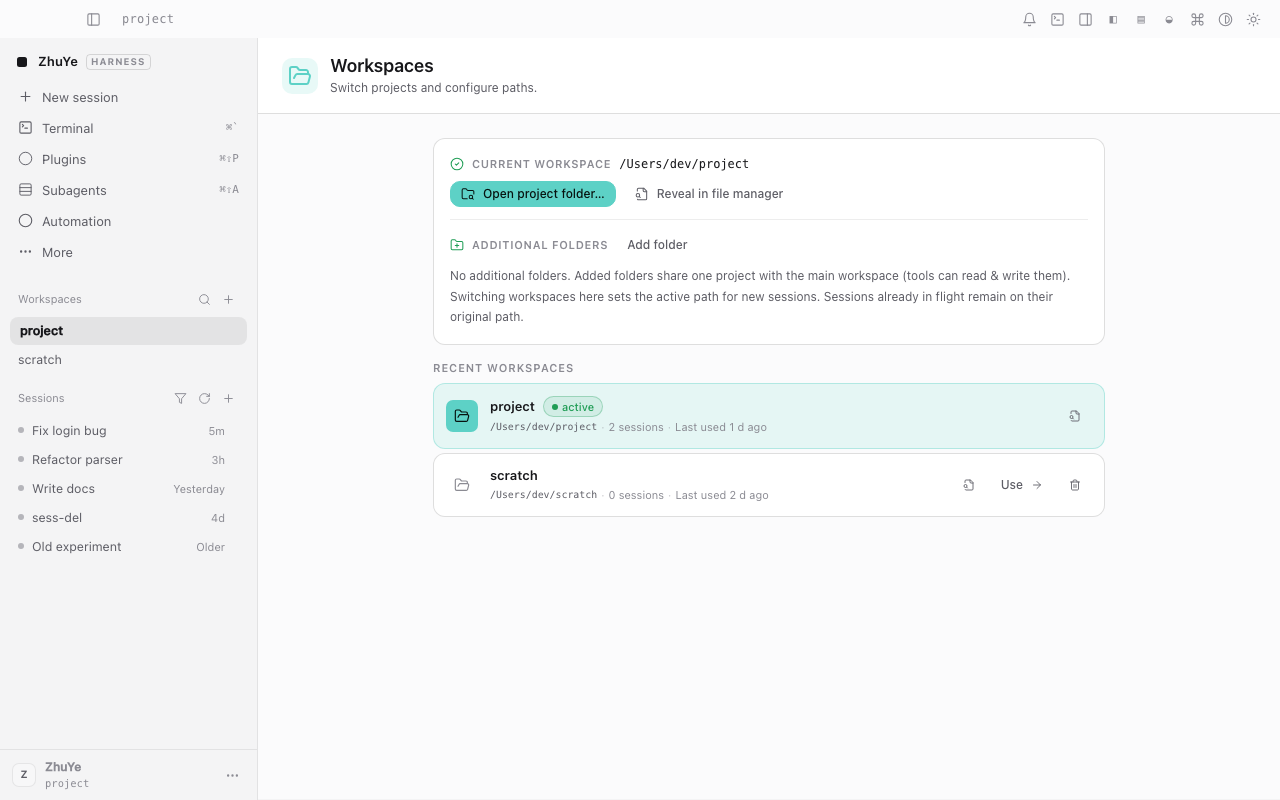 project
ZhuYe HARNESS
New session
Terminal ⌘`
Plugins ⌘⇧P
Subagents ⌘⇧A
Automation
More
Workspaces
project
scratch
Sessions
Fix login bug 5m
Refactor parser 3h
Write docs Yesterday
sess-del 4d
Old experiment Older
Z ZhuYe
project
Workspaces
Switch projects and configure paths.
CURRENT WORKSPACE /Users/dev/project
Open project folder... Reveal in file manager
ADDITIONAL FOLDERS Add folder
No additional folders. Added folders share one project with the main workspace (tools can read & write them).
Switching workspaces here sets the active path for new sessions. Sessions already in flight remain on their
original path.
RECENT WORKSPACES
project active
/Users/dev/project · 2 sessions · Last used 1 d ago
scratch
/Users/dev/scratch · 0 sessions · Last used 2 d ago
Use →